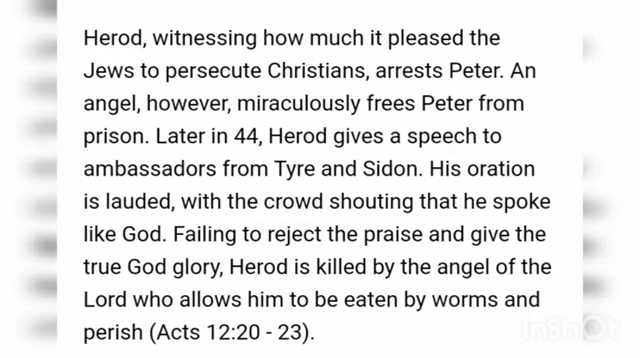 Herod, witnessing how much it pleased the
Jews to persecute Christians, arrests Peter. An
angel, however, miraculously frees Peter from
prison. Later in 44, Herod gives a speech to
ambassadors from Tyre and Sidon. His oration
is lauded, with the crowd shouting that he spoke
like God. Failing to reject the praise and give the
true God glory, Herod is killed by the angel of the
Lord who allows him to be eaten by worms and
perish (Acts 12:20 - 23).
InShOt